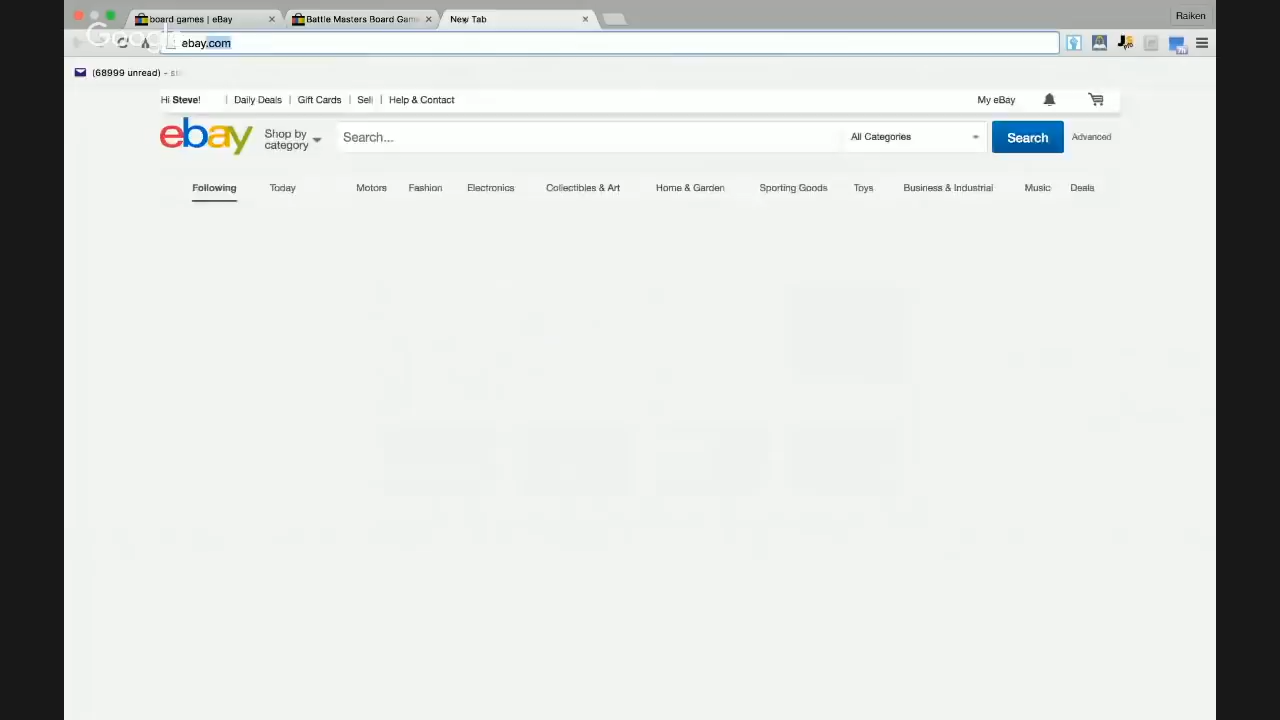 board games | eBay
Battle Masters Board Gam
New Tab
Raiken
Google
ebay.com
(68999 unread) -
Hi Steve! | Daily Deals | Gift Cards | Sell | Help & Contact
My eBay
ebay
Shop by category
Search...
All Categories
Search
Advanced
Following
Today
Motors
Fashion
Electronics
Collectibles & Art
Home & Garden
Sporting Goods
Toys
Business & Industrial
Music
Deals